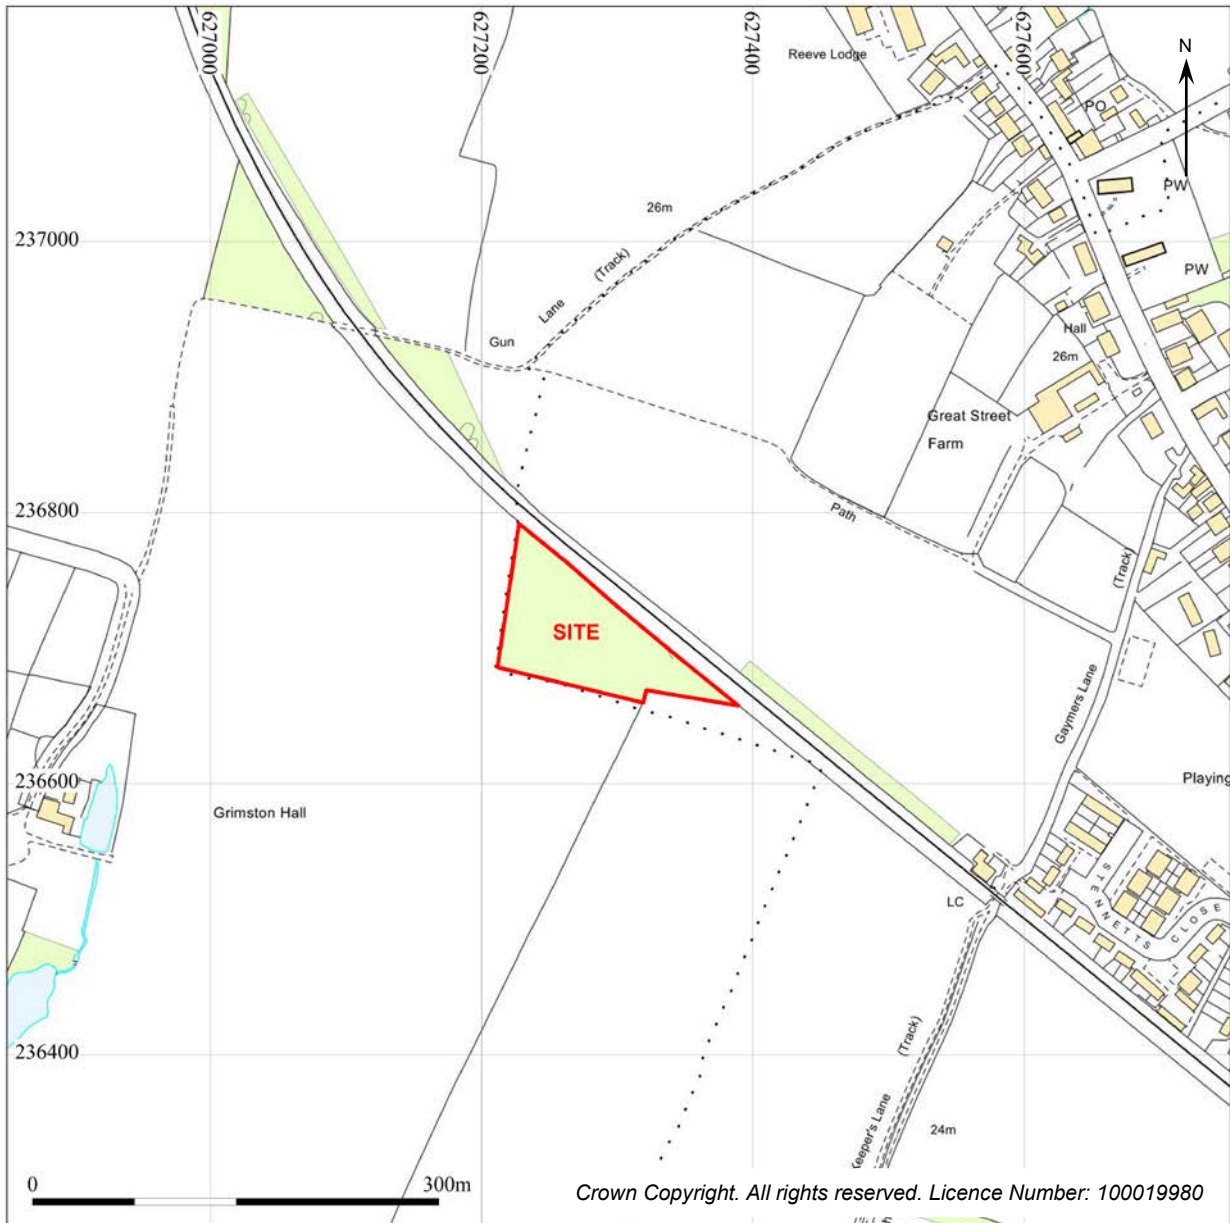 627000
627200
627400
627600
N
Reeve Lodge
PO
PW
26m
237000
PW
(Track)
Lane
Hall
Gun
26m
Great Street
Farm
236800
Path
(Track)
SITE
Gaymers Lane
236600
Playing
Grimston Hall
STENNETTS CLOSE
LC
236400
(Track)
Keeper's Lane
24m
0
300m
Crown Copyright. All rights reserved. Licence Number: 100019980